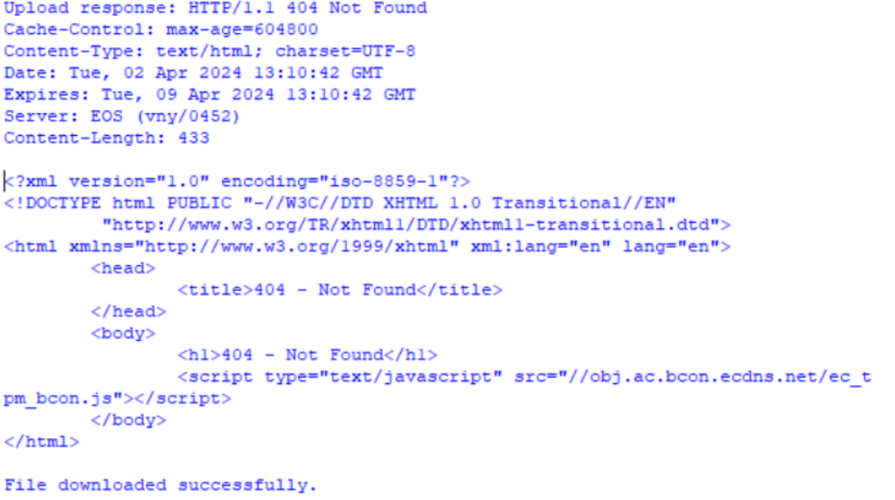 Upload response: HTTP/1.1 404 Not Found
Cache-Control: max-age=604800
Content-Type: text/html; charset=UTF-8
Date: Tue, 02 Apr 2024 13:10:42 GMT
Expires: Tue, 09 Apr 2024 13:10:42 GMT
Server: EOS (vny/0452)
Content-Length: 433

<?xml version="1.0" encoding="iso-8859-1"?>
<!DOCTYPE html PUBLIC "-//W3C//DTD XHTML 1.0 Transitional//EN"
         "http://www.w3.org/TR/xhtml1/DTD/xhtml1-transitional.dtd">
<html xmlns="http://www.w3.org/1999/xhtml" xml:lang="en" lang="en">
        <head>
                <title>404 - Not Found</title>
        </head>
        <body>
                <h1>404 - Not Found</h1>
                <script type="text/javascript" src="//obj.ac.bcon.ecdns.net/ec_t
pm_bcon.js"></script>
        </body>
</html>

File downloaded successfully.